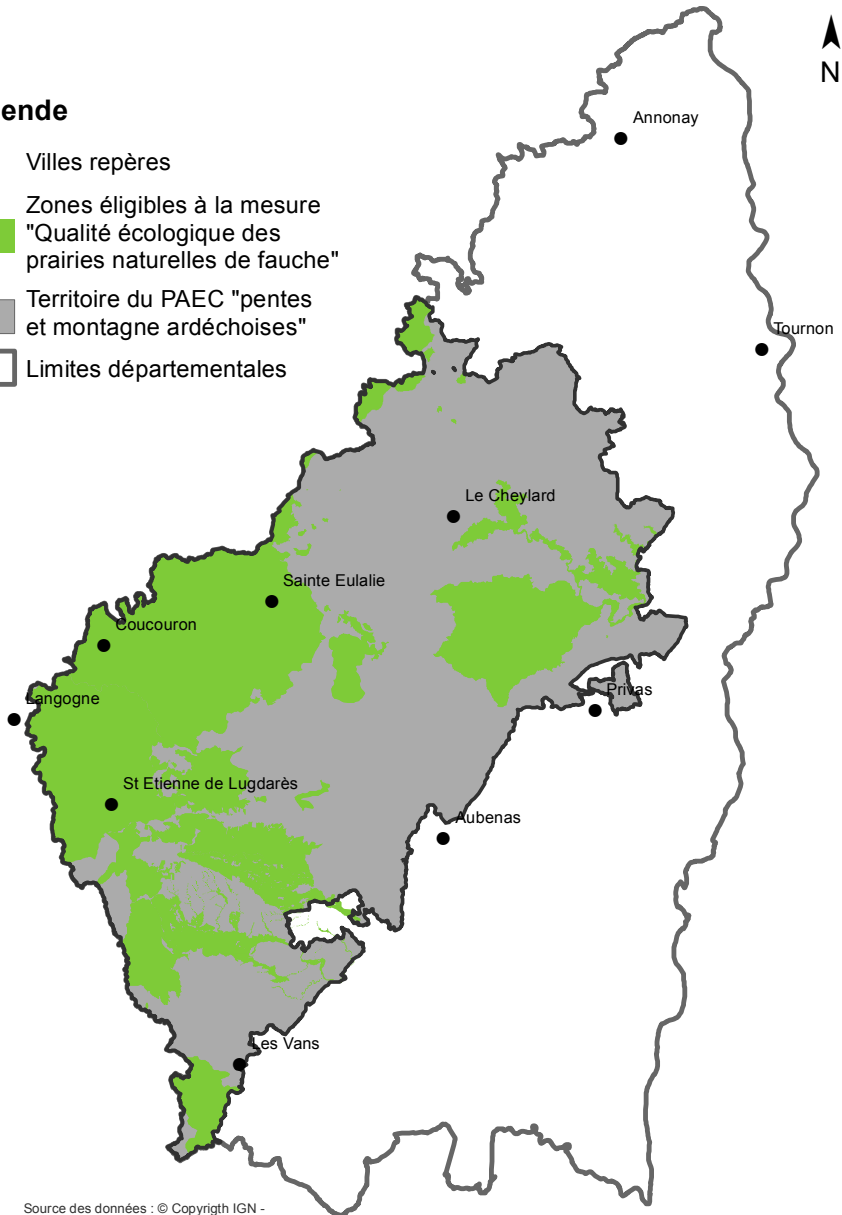 N
ende
Villes repères
Zones éligibles à la mesure
"Qualité écologique des
prairies naturelles de fauche"
Territoire du PAEC "pentes
et montagne ardéchoises"
Limites départementales
Annonay
Tournon
Le Cheylard
Sainte Eulalie
Coucouron
Langogne
Privas
St Etienne de Lugdarès
Aubenas
Les Vans
Source des données : © Copyrigth IGN -